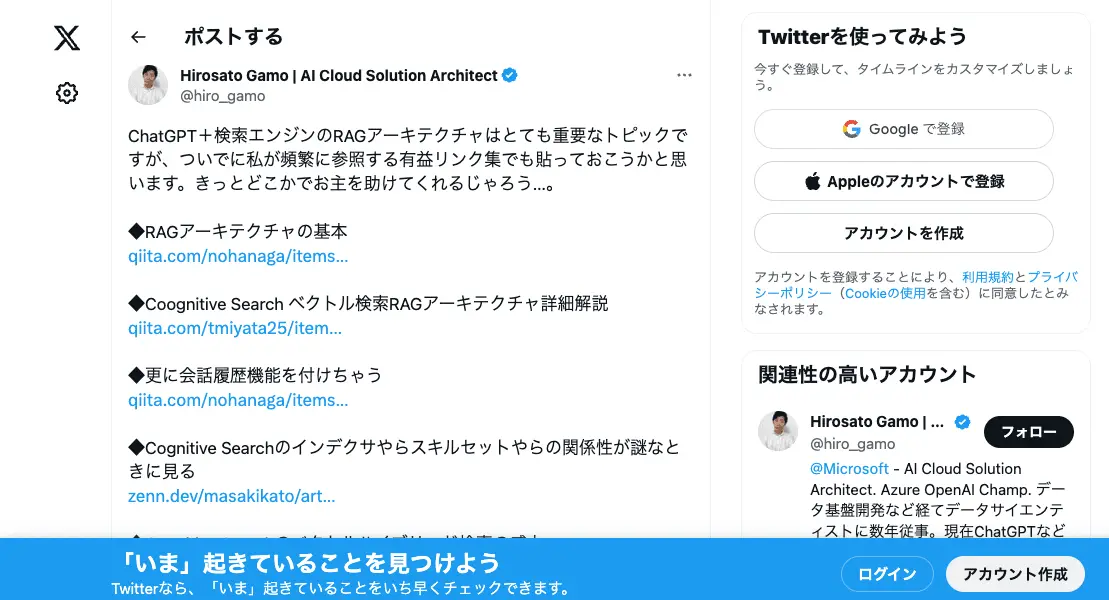 ポストする
Hirosato Gamo | AI Cloud Solution Architect
@hiro_gamo
ChatGPT＋検索エンジンのRAGアーキテクチャはとても重要なトピックで
すが、ついでに私が頻繁に参照する有益リンク集でも貼っておこうかと思
います。きっとどこかでお主を助けてくれるじゃろう...。
◆RAGアーキテクチャの基本
qiita.com/nohanaga/items...
◆Coognitive Search ベクトル検索RAGアーキテクチャ詳細解説
qiita.com/tmiyata25/item...
◆更に会話履歴機能を付けちゃう
qiita.com/nohanaga/items...
◆Cognitive Searchのインデクサやらスキルセットやらの関係性が謎なと
きに見る
zenn.dev/masakikato/art...
Twitterを使ってみよう
今すぐ登録して、タイムラインをカスタマイズしましょ
う。
Google で登録
Appleのアカウントで登録
アカウントを作成
アカウントを登録することにより、利用規約とプライバ
シーポリシー（Cookieの使用を含む）に同意したとみ
なされます。
関連性の高いアカウント
Hirosato Gamo | ...
フォロー
@hiro_gamo
@Microsoft - AI Cloud Solution
Architect. Azure OpenAI Champ. デー
タ基盤開発など経てデータサイエンテ
ィストに数年従事。現在ChatGPTなど
「いま」起きていることを見つけよう
Twitterなら、「いま」起きていることをいち早くチェックできます。
ログイン
アカウント作成